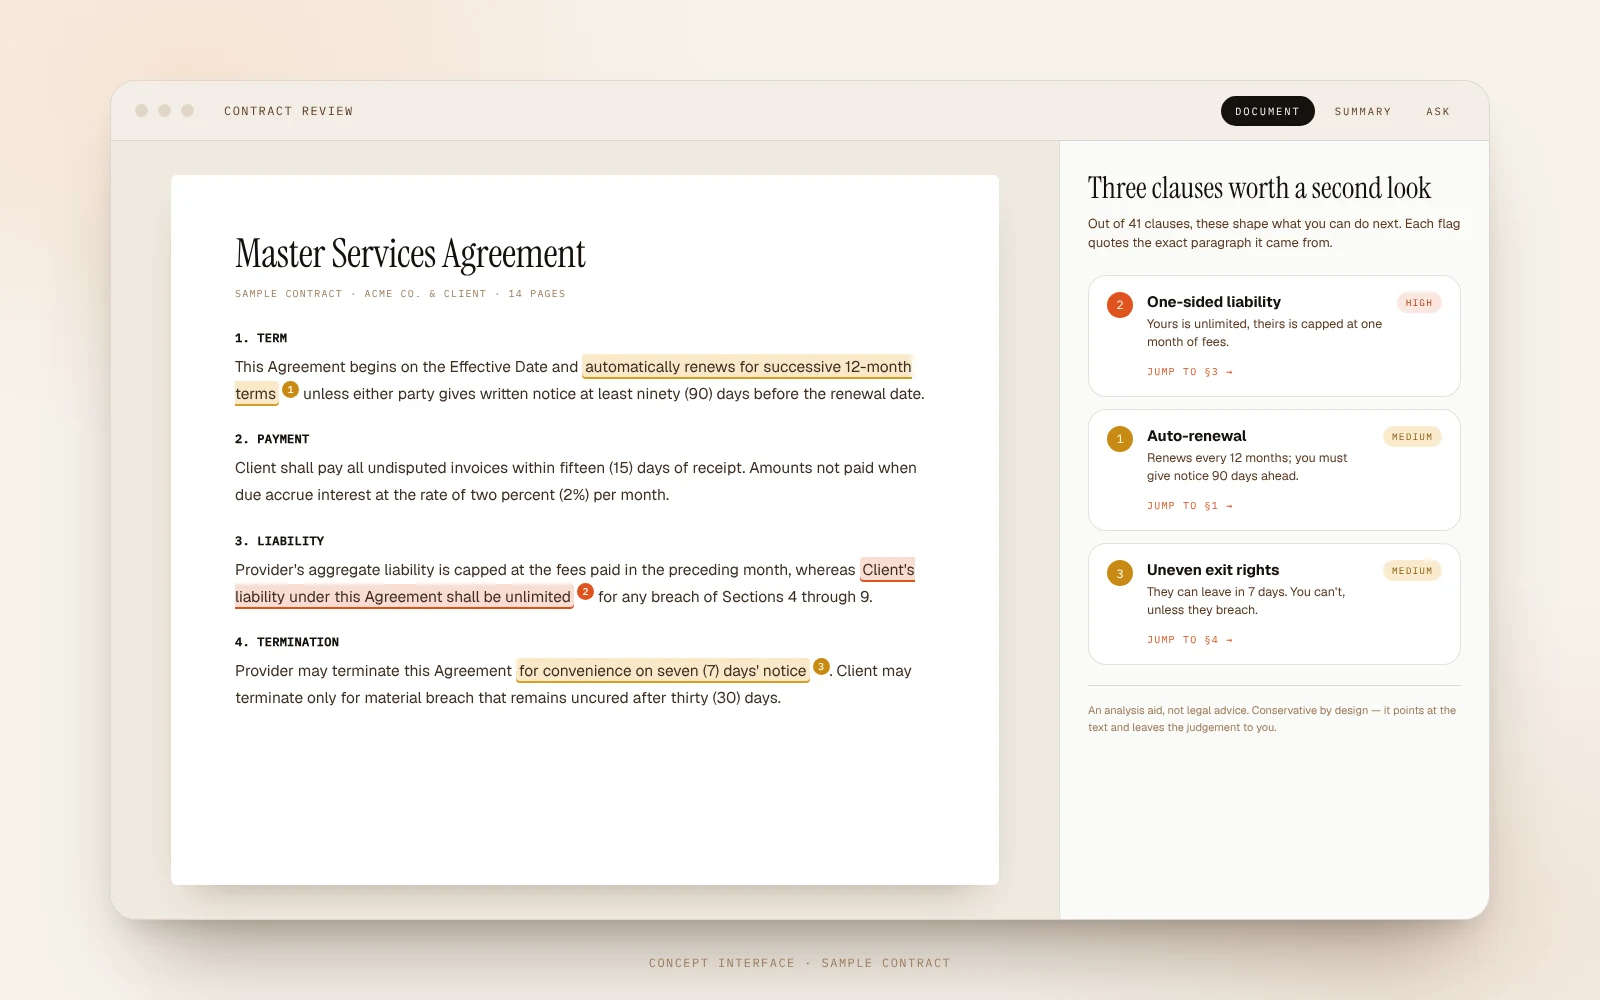 CONTRACT REVIEW
DOCUMENT
SUMMARY
ASK
Master Services Agreement
SAMPLE CONTRACT · ACME CO. & CLIENT · 14 PAGES
1. TERM
This Agreement begins on the Effective Date and automatically renews for successive 12-month
terms 1 unless either party gives written notice at least ninety (90) days before the renewal date.
2. PAYMENT
Client shall pay all undisputed invoices within fifteen (15) days of receipt. Amounts not paid when
due accrue interest at the rate of two percent (2%) per month.
3. LIABILITY
Provider's aggregate liability is capped at the fees paid in the preceding month, whereas Client's
liability under this Agreement shall be unlimited 2 for any breach of Sections 4 through 9.
4. TERMINATION
Provider may terminate this Agreement for convenience on seven (7) days' notice 3. Client may
terminate only for material breach that remains uncured after thirty (30) days.
Three clauses worth a second look
Out of 41 clauses, these shape what you can do next. Each flag
quotes the exact paragraph it came from.
2 One-sided liability HIGH
Yours is unlimited, theirs is capped at one
month of fees.
JUMP TO §3 →
1 Auto-renewal MEDIUM
Renews every 12 months; you must
give notice 90 days ahead.
JUMP TO §1 →
3 Uneven exit rights MEDIUM
They can leave in 7 days. You can't,
unless they breach.
JUMP TO §4 →
An analysis aid, not legal advice. Conservative by design — it points at the
text and leaves the judgement to you.
CONCEPT INTERFACE · SAMPLE CONTRACT